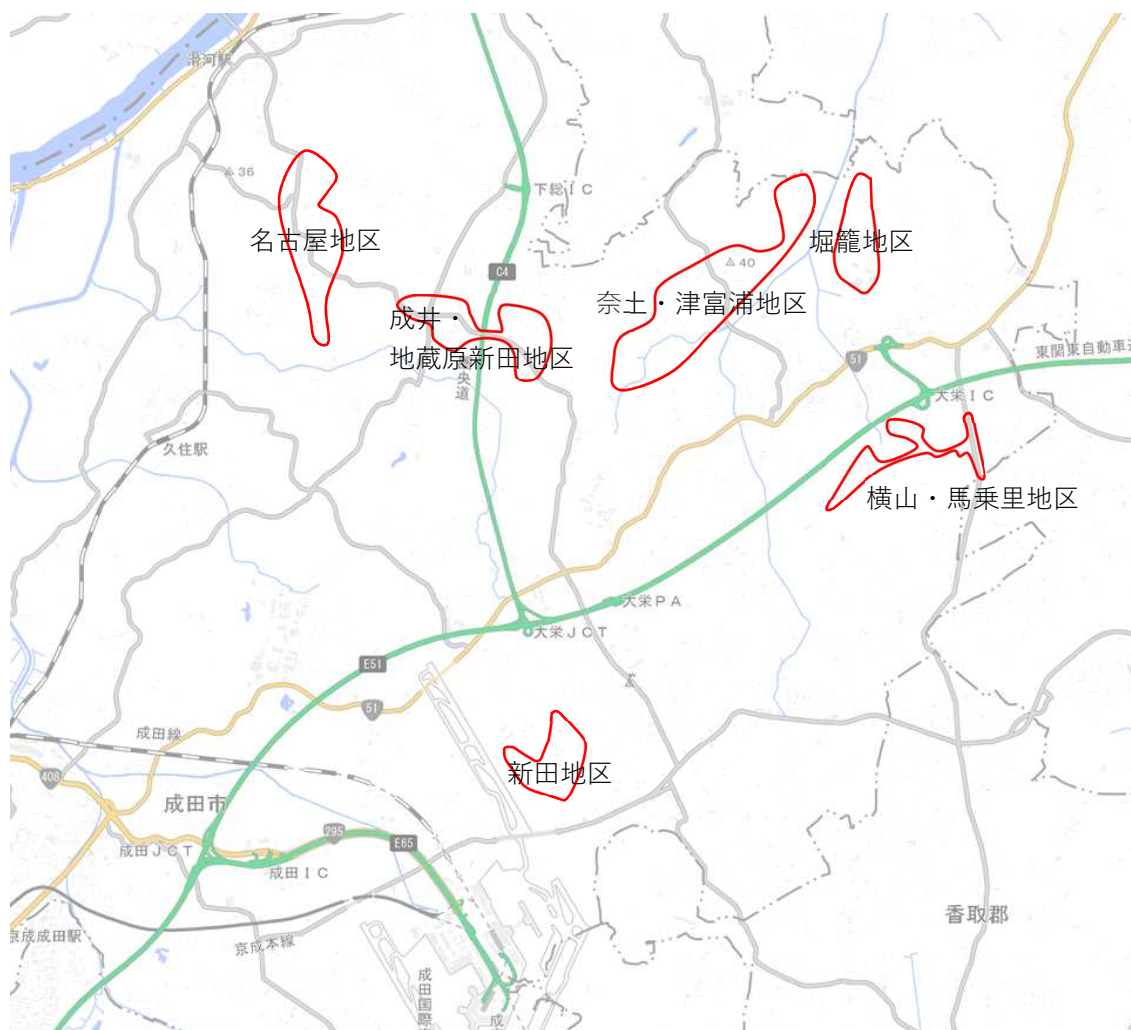 滑河駅
36
下総IC
名古屋地区
堀籠地区
40
C4
奈土・津富浦地区
成井・
地蔵原新田地区
央道
51
東関東自動車道
大栄IC
久住駅
横山・馬乗里地区
大栄PA
大栄JCT
E51
51
成田線
新田地区
408
成田市
295
E65
成田JCT
成田IC
香取郡
京成成田駅
京成本線
成田国際
成